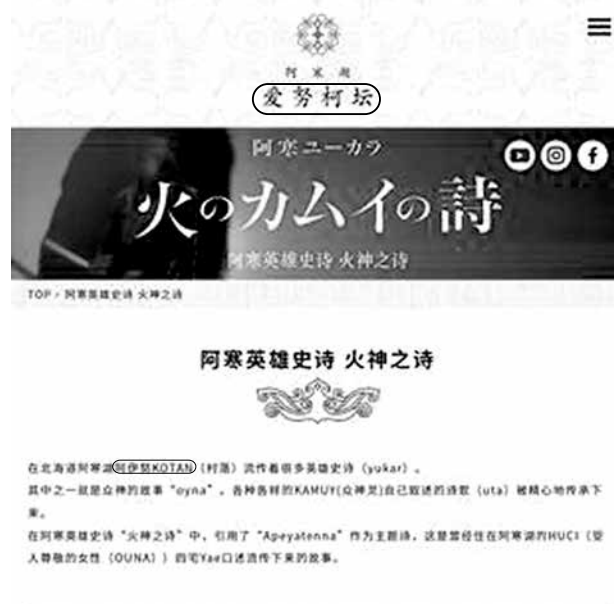 阿寒湖
爱努柯坛
阿寒ユーカラ
火のカムイの詩
阿寒英雄史诗 火神之诗
TOP › 阿寒英雄史诗 火神之诗
阿寒英雄史诗 火神之诗
在北海道阿寒湖阿伊努KOTAN（村落）流传着很多英雄史诗（yukar）。
其中之一就是众神的故事“oyna”，各种各样的KAMUY(众神灵)自己叙述的诗歌（uta）被精心地传承下
来。
在阿寒英雄史诗“火神之诗”中，引用了“Apeyatenna”作为主题诗，这是曾经住在阿寒湖的HUCI（受
人尊敬的女性（OUNA））四宅Yae口述流传下来的故事。